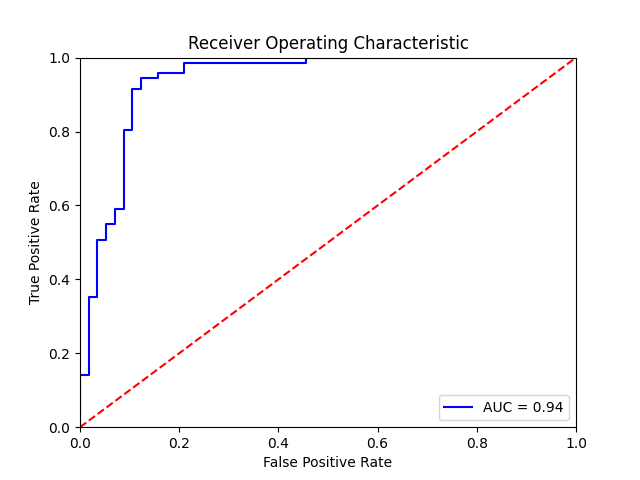 Receiver Operating Characteristic
1.0
0.8
0.6
0.4
0.2
0.0
True Positive Rate
AUC = 0.94
0.0 0.2 0.4 0.6 0.8 1.0
False Positive Rate